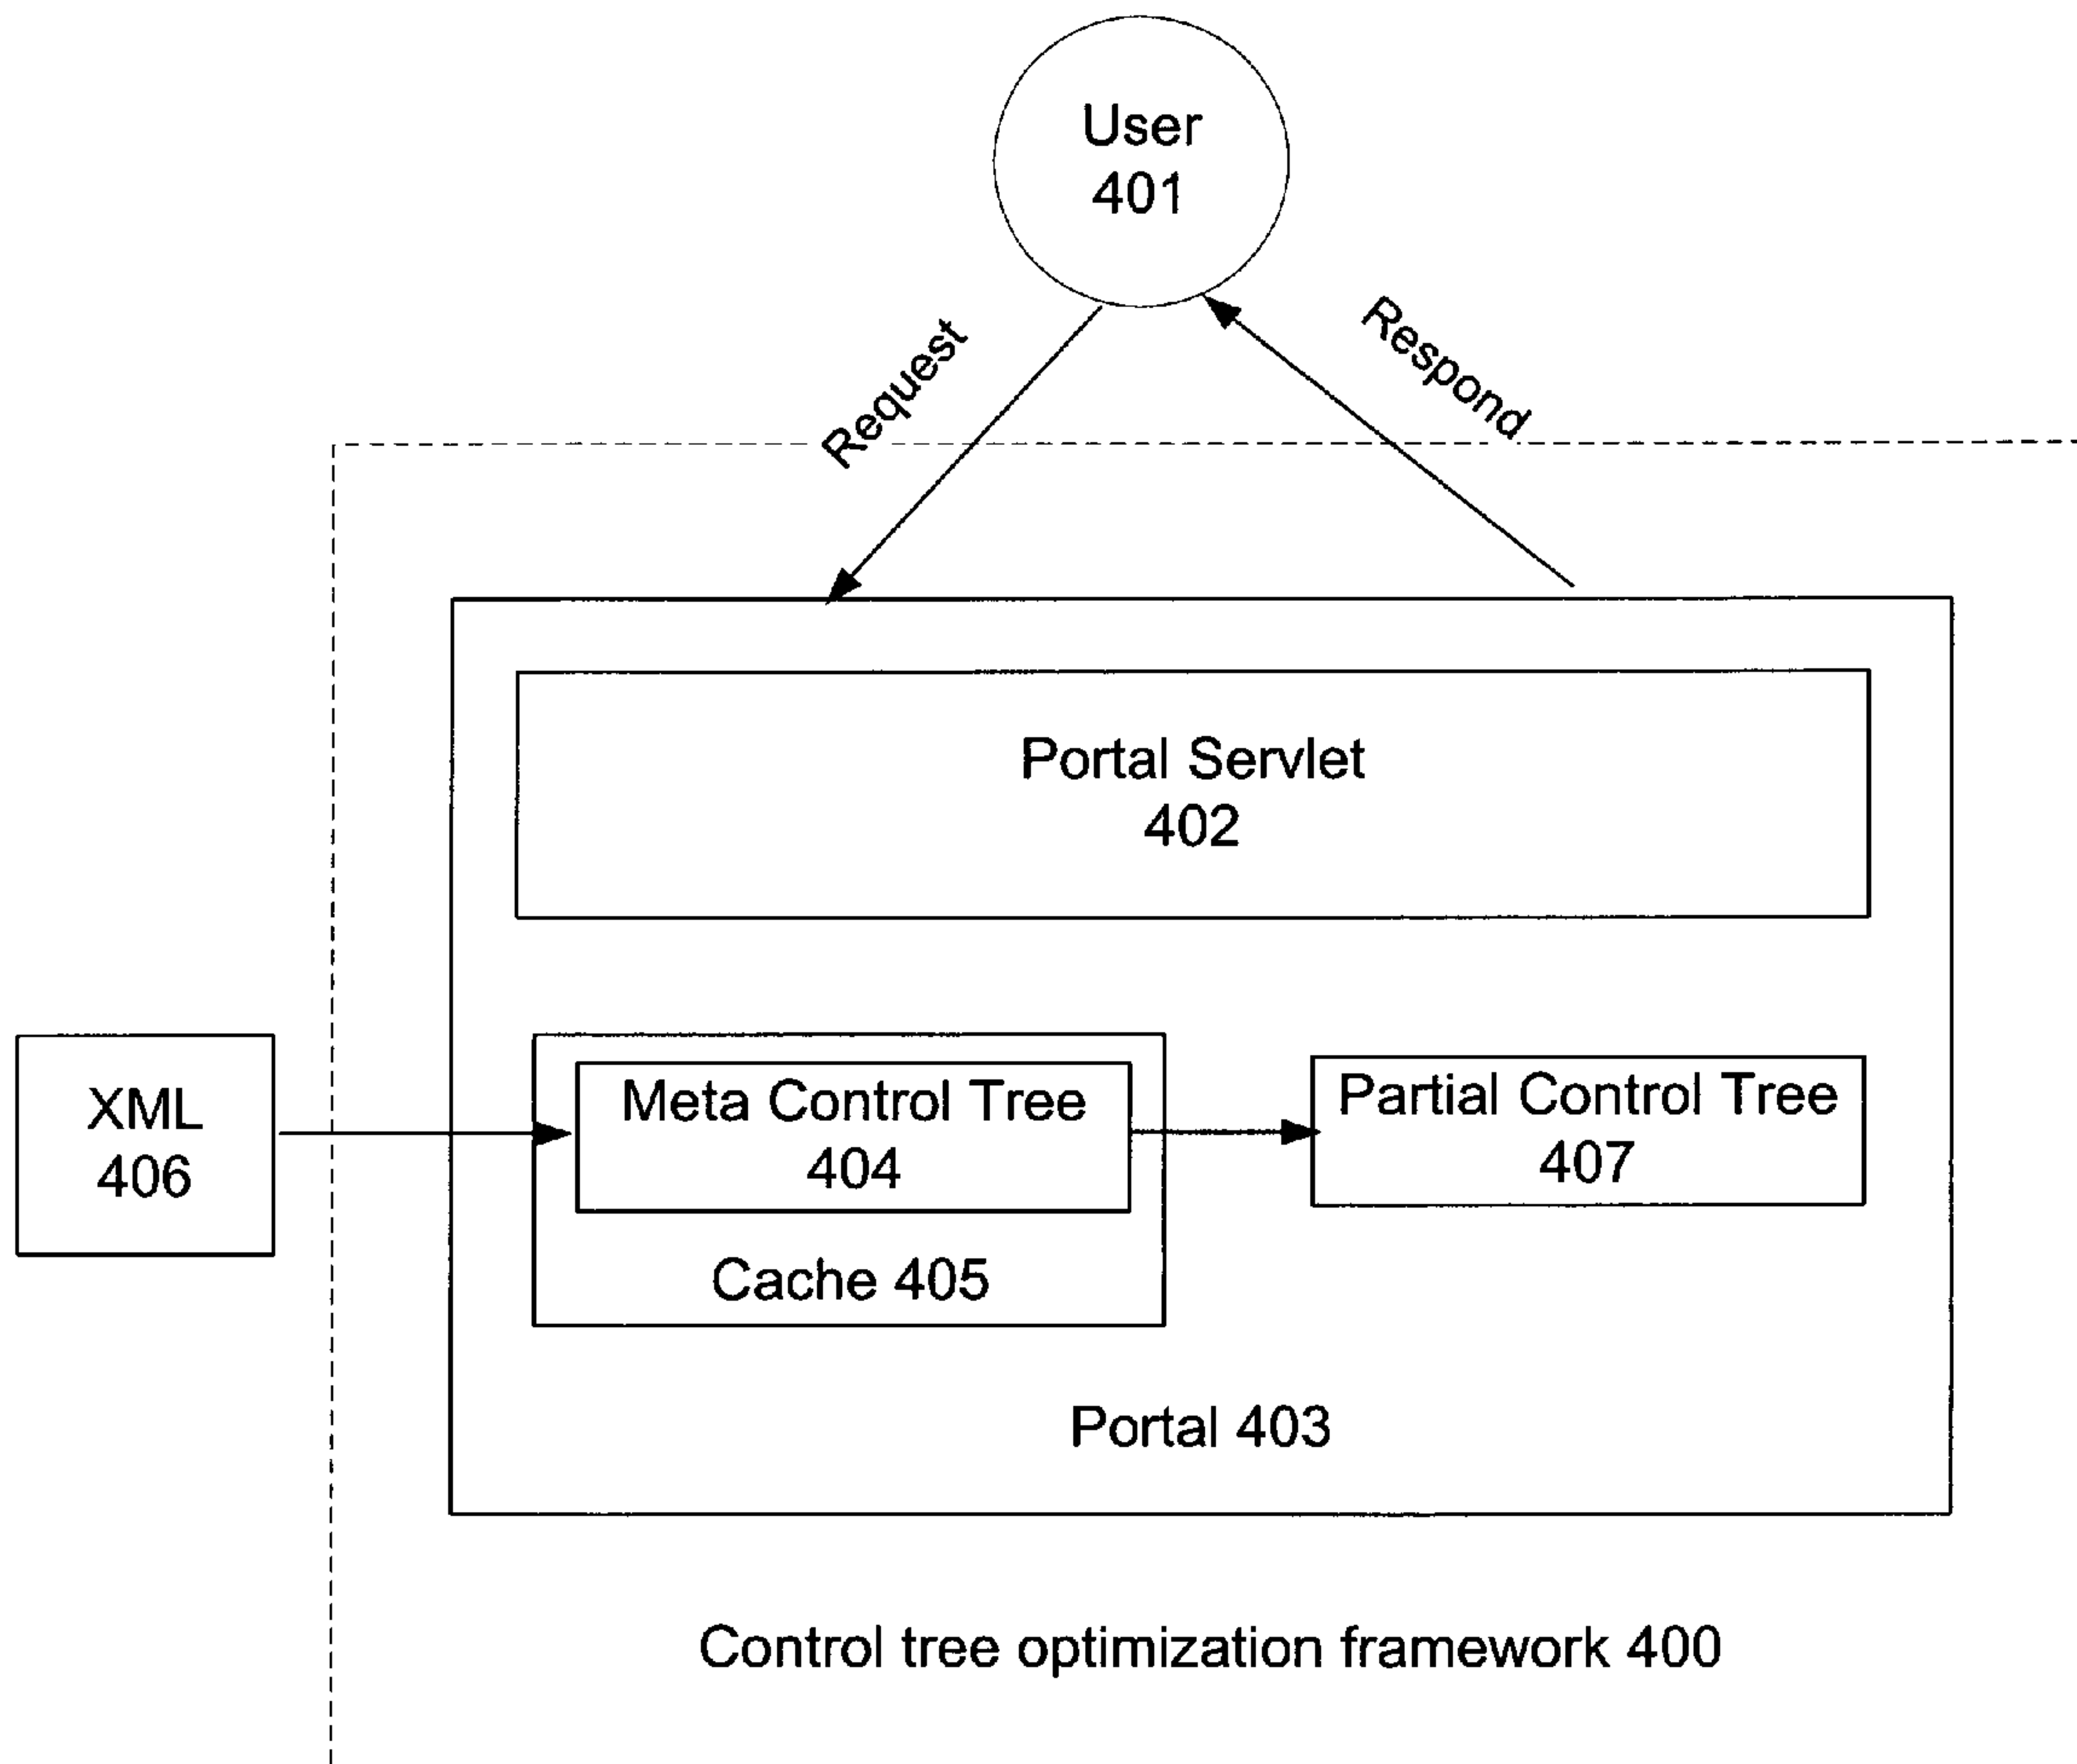 User
401
Request
Respond
Portal Servlet
402
XML
406
Meta Control Tree
404
Cache 405
Partial Control Tree
407
Portal 403
Control tree optimization framework 400